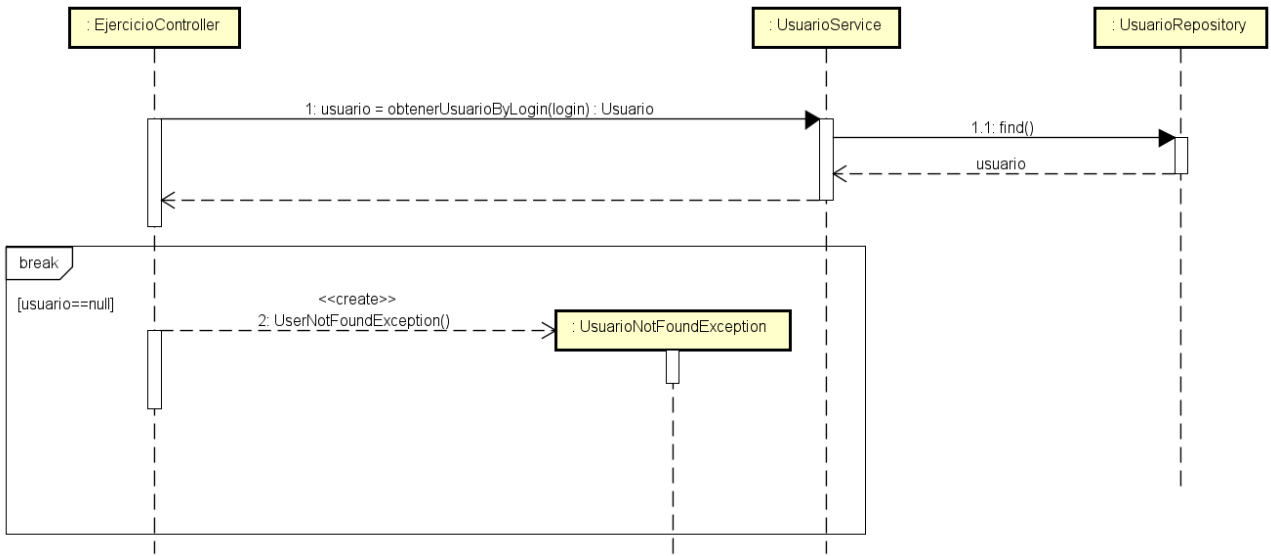 : EjercicioController
: UsuarioService
: UsuarioRepository
1: usuario = obtenerUsuarioByLogin(login) : Usuario
1.1: find()
usuario
break
[usuario==null]
<<create>>
2: UserNotFoundException()
: UsuarioNotFoundException